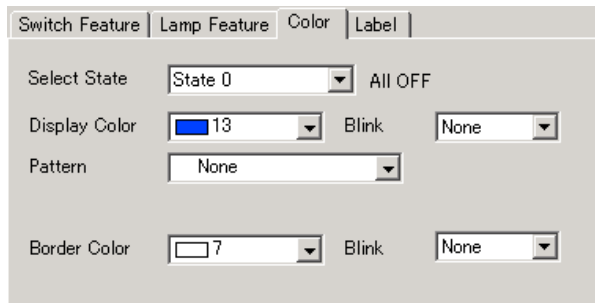 Switch Feature Lamp Feature Color Label
Select State State 0 All OFF
Display Color 13 Blink None
Pattern None
Border Color 7 Blink None